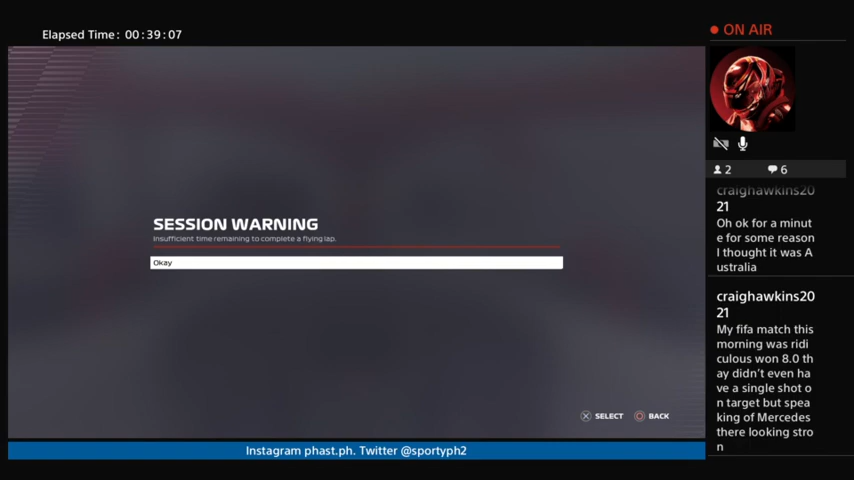 Elapsed Time: 00:39:07
ON AIR
2
6
craighawkins20
21
Oh ok for a minut
e for some reason
I thought it was A
ustralia
SESSION WARNING
Insufficient time remaining to complete a flying lap.
Okay
craighawkins20
21
My fifa match this
morning was ridi
culous won 8.0 th
ay didn't even ha
ve a single shot o
n target but spea
king of Mercedes
there looking stro
n
SELECT
BACK
Instagram phast.ph. Twitter @sportyph2